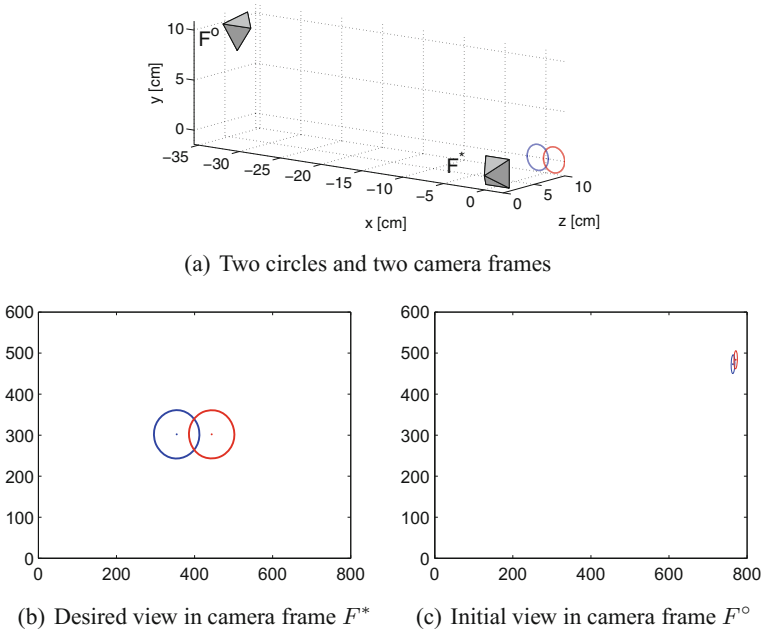 10
5
0
y [cm]
F°
F*
−35
−30
−25
−20
−15
−10
−5
0
x [cm]
0
5
10
z [cm]
(a) Two circles and two camera frames
600
500
400
300
200
100
0
0 200 400 600 800
600
500
400
300
200
100
0
0 200 400 600 800
(b) Desired view in camera frame F*
(c) Initial view in camera frame F°